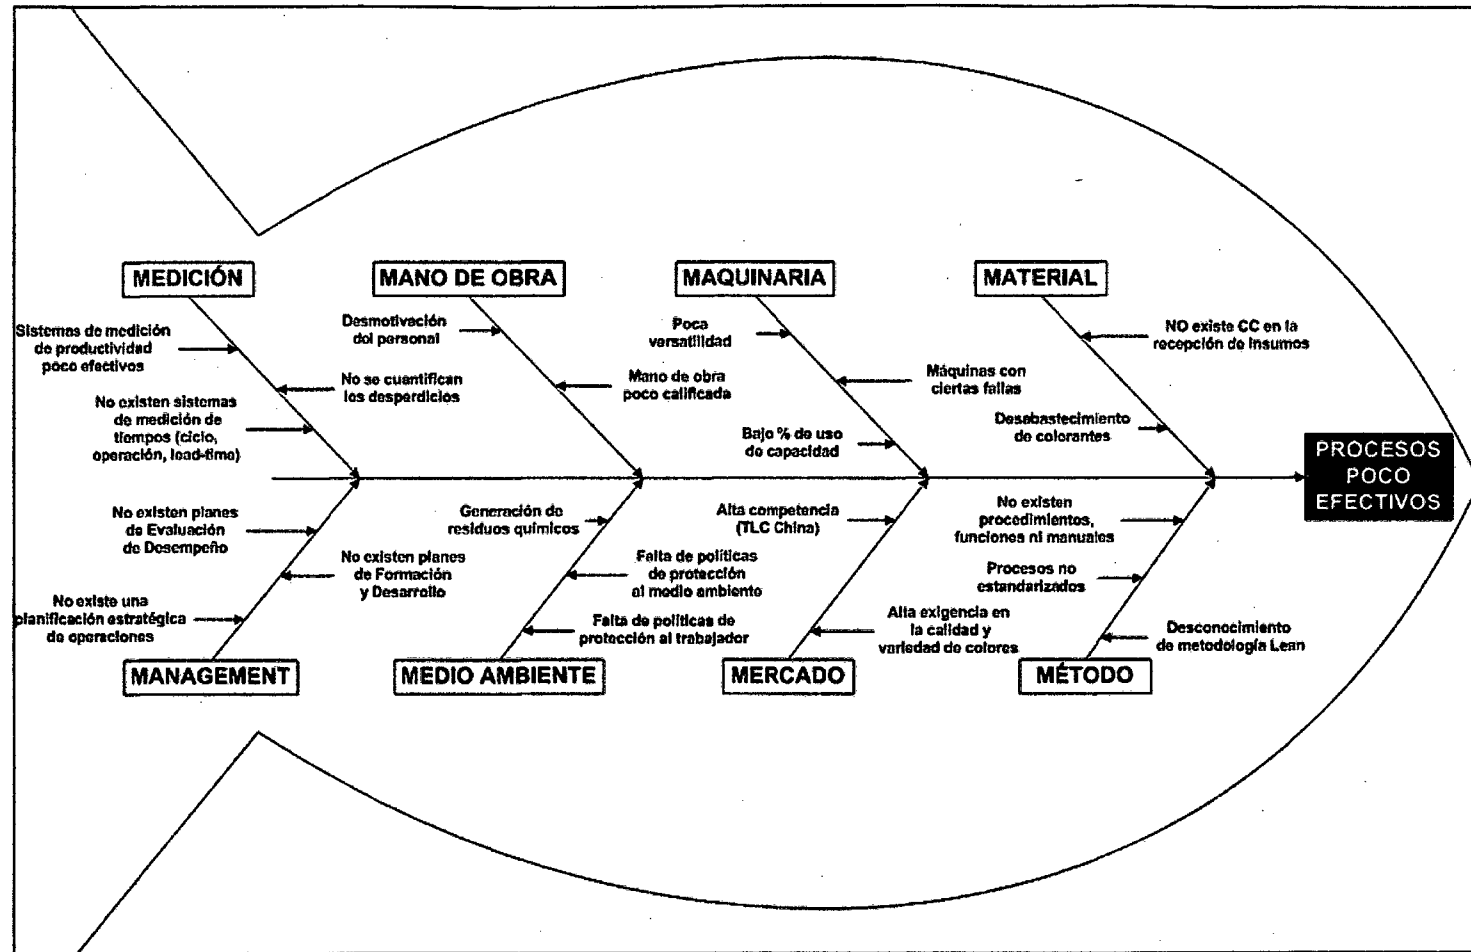 MEDICIÓN
MANO DE OBRA
MAQUINARIA
MATERIAL
Sistemas de medición
de productividad
poco efectivos
No se cuantifican
los desperdicios
No existen sistemas
de medición de
tiempos (ciclo,
operación, lead-time)
Desmotivación
del personal
Mano de obra
poco calificada
Poca
versatilidad
Máquinas con
ciertas fallas
Bajo % de uso
de capacidad
NO existe CC en la
recepción de insumos
Desabastecimiento
de colorantes
PROCESOS
POCO
EFECTIVOS
No existen planes
de Evaluación
de Desempeño
No existen planes
de Formación
y Desarrollo
No existe una
planificación estratégica
de operaciones
Generación de
residuos químicos
Falta de políticas
de protección
al medio ambiente
Falta de políticas de
protección al trabajador
Alta competencia
(TLC China)
Alta exigencia en
la calidad y
variedad de colores
No existen
procedimientos,
funciones ni manuales
Procesos no
estandarizados
Desconocimiento
de metodología Lean
MANAGEMENT
MEDIO AMBIENTE
MERCADO
MÉTODO